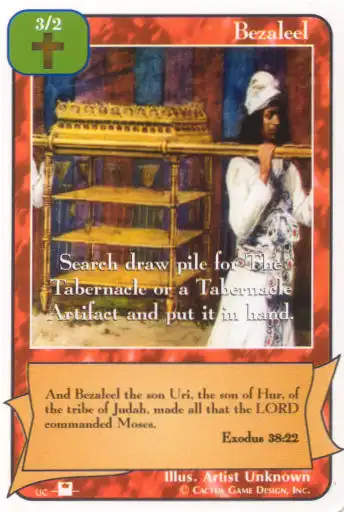 3/2
Bezaleel
Search draw pile for The
Tabernacle or a Tabernacle
Artifact and put it in hand.
And Bezaleel the son Uri, the son of Hur, of
the tribe of Judah, made all that the LORD
commanded Moses.
Exodus 38:22
Illus. Artist Unknown
UC
© Cactus Game Design, Inc.